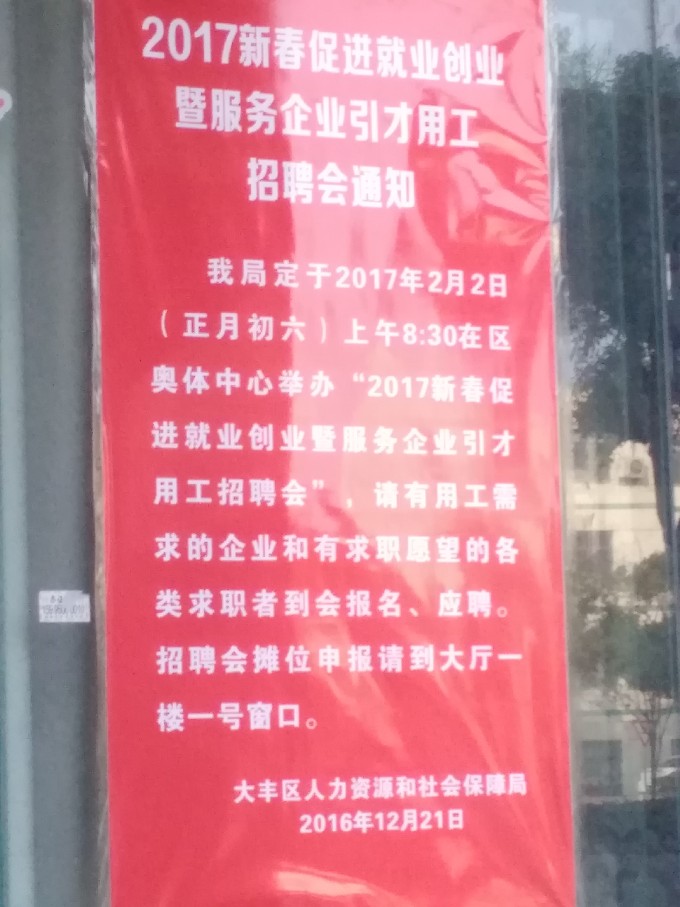 2017新春促进就业创业
暨服务企业引才用工
招聘会通知
我局定于2017年2月2日
（正月初六）上午8:30在区
奥体中心举办“2017新春促
进就业创业暨服务企业引才
用工招聘会”，请有用工需
求的企业和有求职愿望的各
类求职者到会报名、应聘。
招聘会摊位申报请到大厅一
楼一号窗口。
大丰区人力资源和社会保障局
2016年12月21日